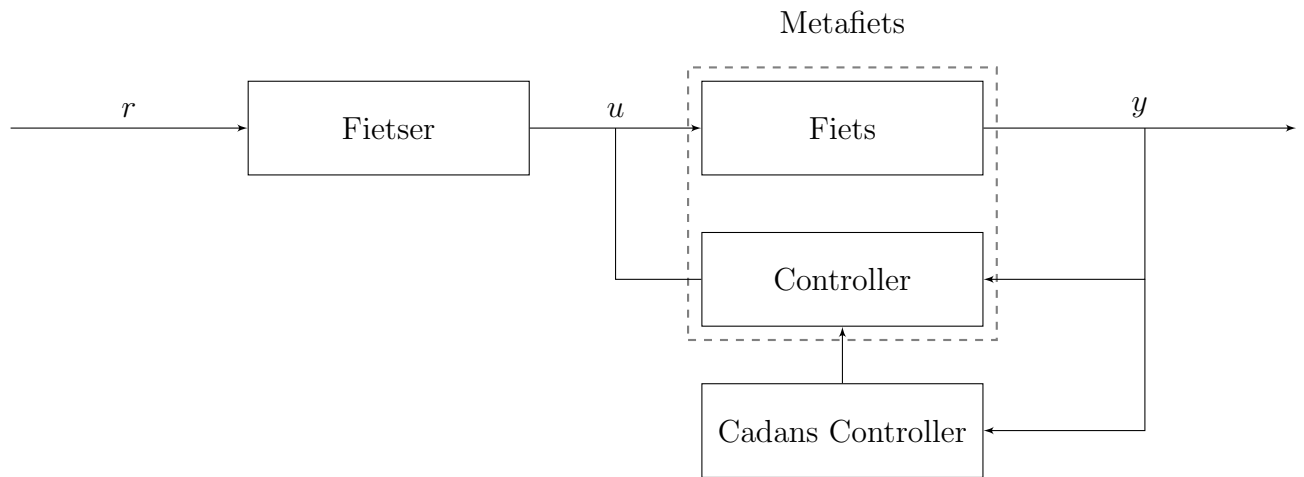 Metafiets
r
Fietser
u
Fiets
y
Controller
Cadans Controller